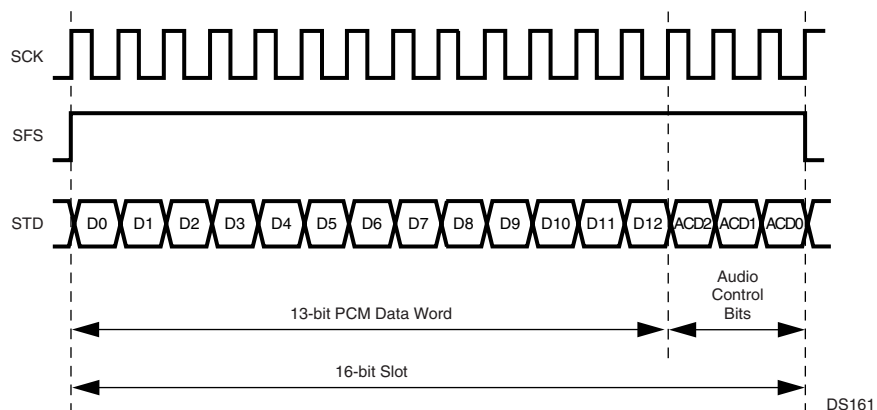 SCK
SFS
STD D0 D1 D2 D3 D4 D5 D6 D7 D8 D9 D10 D11 D12 ACD2 ACD1 ACD0
13-bit PCM Data Word
Audio
Control
Bits
16-bit Slot
DS161